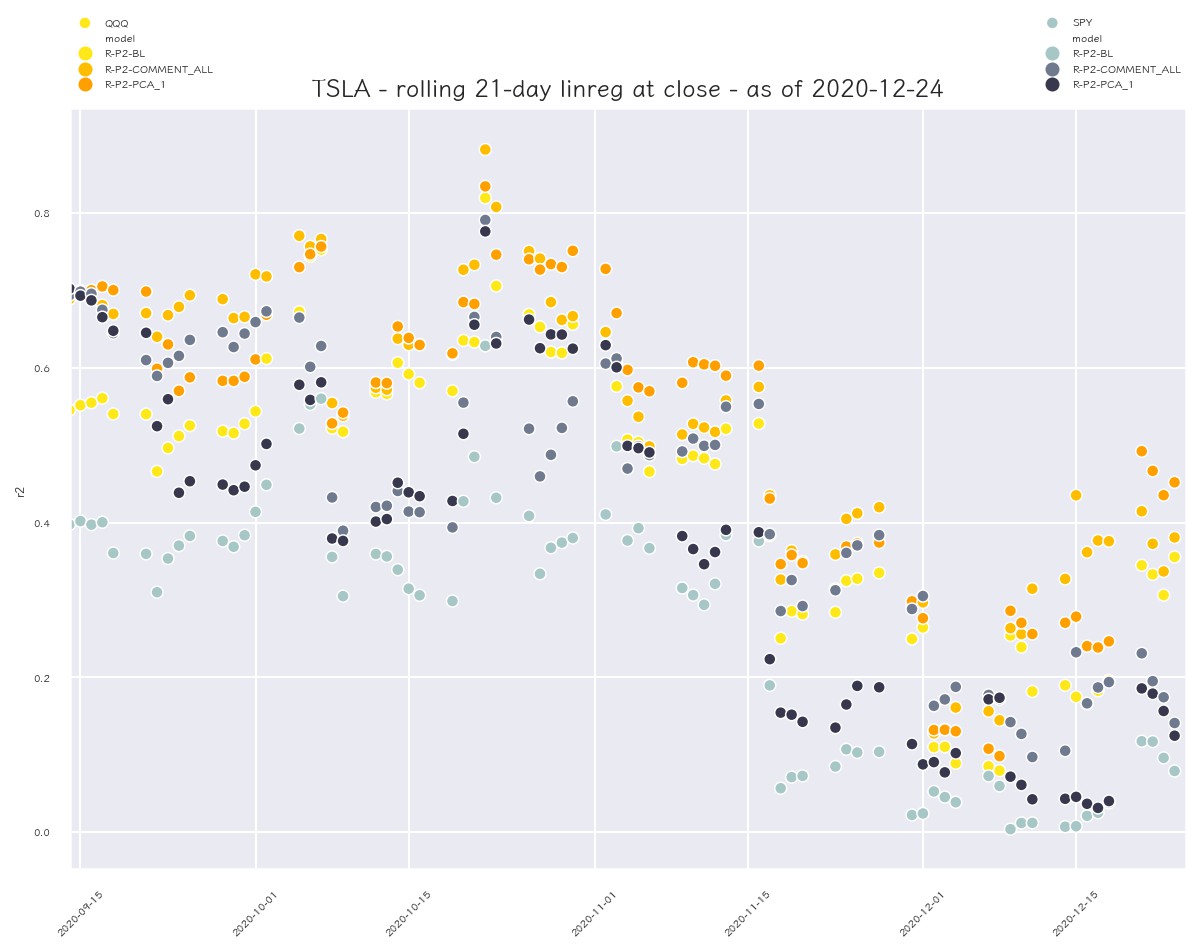 QQQ
model
R-P2-BL
R-P2-COMMENT_ALL
R-P2-PCA_1
SPY
model
R-P2-BL
R-P2-COMMENT_ALL
R-P2-PCA_1
TSLA - rolling 21-day linreg at close - as of 2020-12-24
0.8
0.6
0.4
0.2
0.0
r2
2020-09-15
2020-10-01
2020-10-15
2020-11-01
2020-11-15
2020-12-01
2020-12-15